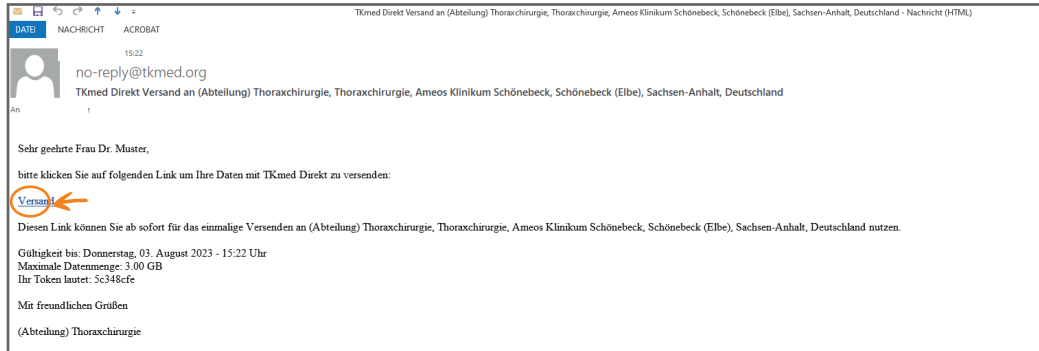 TKmed Direkt Versand an (Abteilung) Thoraxchirurgie, Thoraxchirurgie, Ameos Klinikum Schönebeck, Schönebeck (Elbe), Sachsen-Anhalt, Deutschland - Nachricht (HTML)
DATEI NACHRICHT ACROBAT
15:22
no-reply@tkmed.org
TKmed Direkt Versand an (Abteilung) Thoraxchirurgie, Thoraxchirurgie, Ameos Klinikum Schönebeck, Schönebeck (Elbe), Sachsen-Anhalt, Deutschland
An
Sehr geehrte Frau Dr. Muster,
bitte klicken Sie auf folgenden Link um Ihre Daten mit TKmed Direkt zu versenden:
Versand
Diesen Link können Sie ab sofort für das einmalige Versenden an (Abteilung) Thoraxchirurgie, Thoraxchirurgie, Ameos Klinikum Schönebeck, Schönebeck (Elbe), Sachsen-Anhalt, Deutschland nutzen.
Gültigkeit bis: Donnerstag, 03. August 2023 - 15:22 Uhr
Maximale Datenmenge: 3.00 GB
Ihr Token lautet: 5c348cfe
Mit freundlichen Grüßen
(Abteilung) Thoraxchirurgie